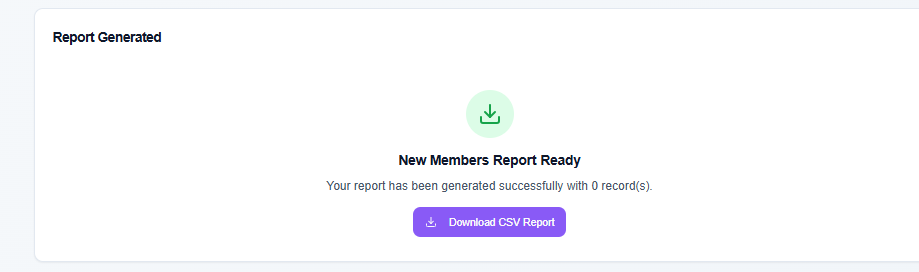 Report Generated
New Members Report Ready
Your report has been generated successfully with 0 record(s).
Download CSV Report